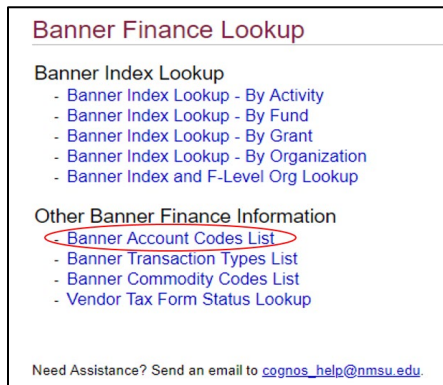 Banner Finance Lookup
Banner Index Lookup
- Banner Index Lookup - By Activity
- Banner Index Lookup - By Fund
- Banner Index Lookup - By Grant
- Banner Index Lookup - By Organization
- Banner Index and F-Level Org Lookup
Other Banner Finance Information
- Banner Account Codes List
- Banner Transaction Types List
- Banner Commodity Codes List
- Vendor Tax Form Status Lookup
Need Assistance? Send an email to cognos_help@nmsu.edu.